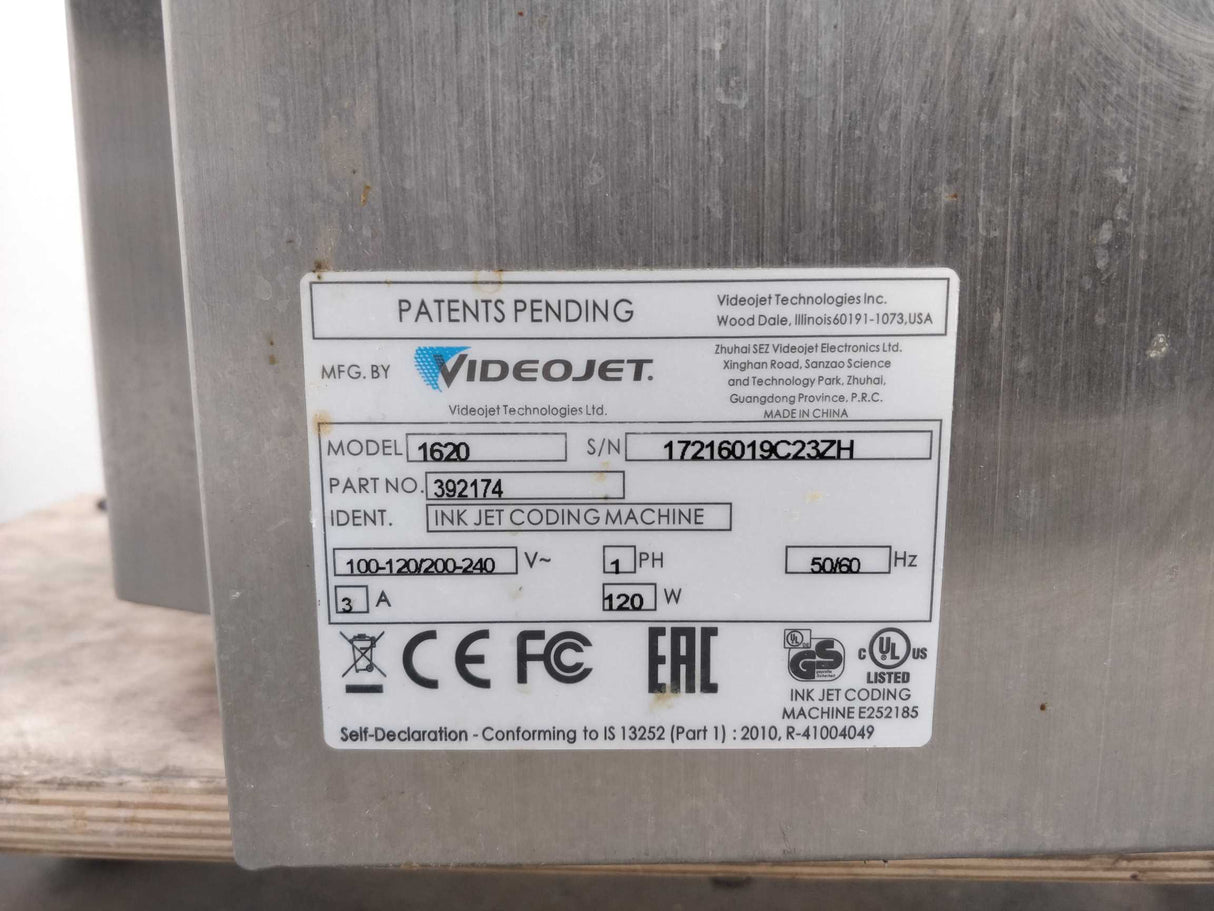 PATENTS PENDING
Videojet Technologies Inc.
Wood Dale, Illinois60191-1073,USA
MFG. BY VIDEOJET.
Videojet Technologies Ltd.
Zhuhai SEZ Videojet Electronics Ltd.
Xinghan Road, Sanzao Science
and Technology Park, Zhuhai,
Guangdong Province, P.R.C.
MADE IN CHINA
MODEL 1620 S/N 17216019C23ZH
PART NO. 392174
IDENT. INK JET CODING MACHINE
100-120/200-240 V~ 1 PH 50/60 Hz
3 A 120 W
CE FC EAC UL GS C UL US
LISTED
INK JET CODING
MACHINE E252185
Self-Declaration - Conforming to IS 13252 (Part 1) : 2010, R-41004049